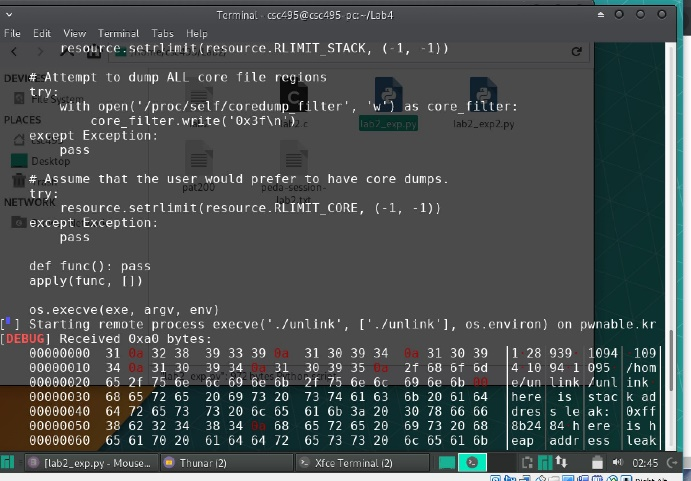 Terminal - csc495@csc495-pc:~/Lab4
File Edit View Terminal Tabs Help
resource.setrlimit(resource.RLIMIT_STACK, (-1, -1))
# Attempt to dump ALL core file regions
try:
with open('/proc/self/coredump_filter', 'w') as core_filter:
core_filter.write('0x3f\n')
except Exception:
pass
# Assume that the user would prefer to have core dumps.
try:
resource.setrlimit(resource.RLIMIT_CORE, (-1, -1))
except Exception:
pass
def func(): pass
apply(func, [])
os.execve(exe, argv, env)
Starting remote process execve('./unlink', ['./unlink'], os.environ) on pwnable.kr
[DEBUG] Received 0xa0 bytes:
00000000 31 0a 32 38 39 33 39 0a 31 30 39 34 0a 31 30 39 │1·28│939·│1094│·109│
00000010 34 0a 31 30 39 34 0a 31 30 39 35 0a 2f 68 6f 6d │4·10│94·1│095·│/hom│
00000020 65 2f 75 6e 6c 69 6e 6b 2f 75 6e 6c 69 6e 6b 0a │e/un│link│/unl│ink·│
00000030 68 65 72 65 20 69 73 20 73 74 61 63 6b 20 61 64 │here│ is │stac│k ad│
00000040 64 72 65 73 73 20 6c 65 61 6b 3a 20 30 78 66 66 │dres│s le│ak: │0xff│
00000050 38 62 32 34 38 34 0a 68 65 72 65 20 69 73 20 68 │8b24│84·h│ere │is h│
00000060 65 61 70 20 61 64 64 72 65 73 73 20 6c 65 61 6b │eap │addr│ess │leak│
DEVICES
File System
PLACES
Desktop
NETWORK
lab2.c
lab2_exp.py
lab2_exp2.py
pat200
peda-session-lab2.txt
[lab2_exp.py - Mouse...
Thunar (2)
Xfce Terminal (2)
02:45
Right Alt